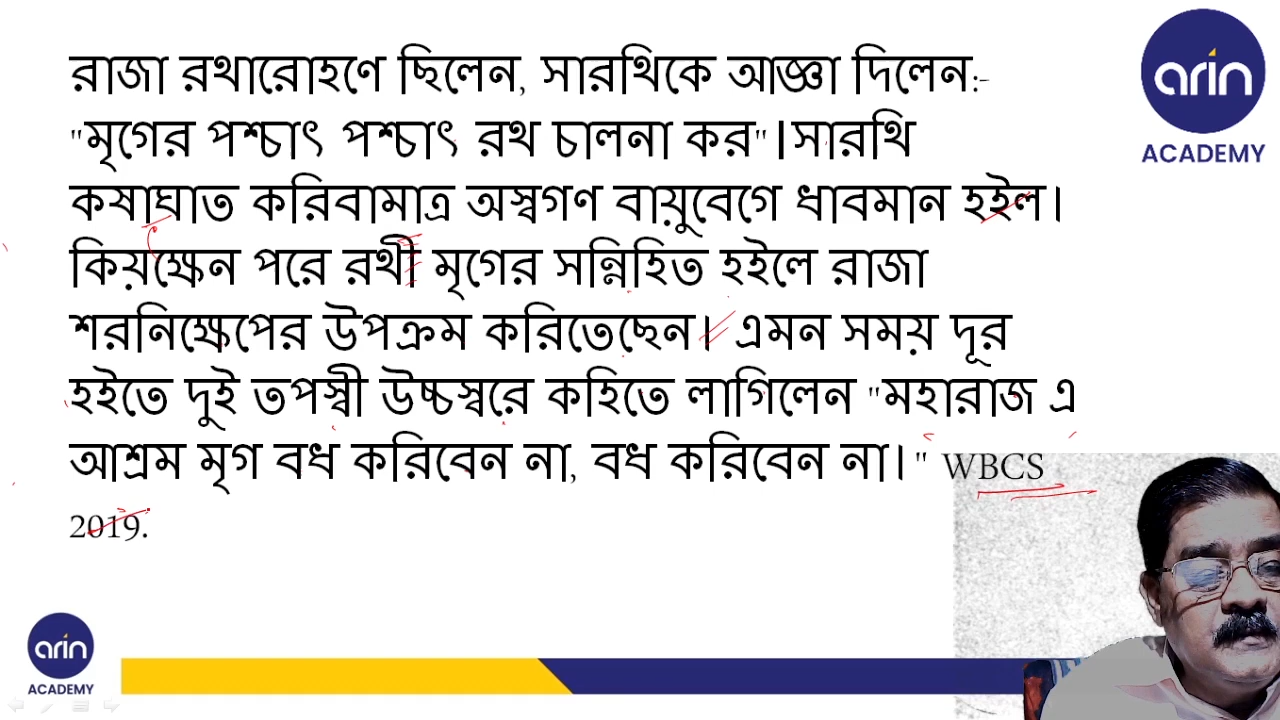 রাজা রথারোহণে ছিলেন, সারথিকে আজ্ঞা দিলেন:-
"মৃগের পশ্চাৎ পশ্চাৎ রথ চালনা কর"।সারথি
কষাঘাত করিবামাত্র অস্বগণ বায়ুবেগে ধাবমান হইল।
কিয়ক্ষেন পরে রথী মৃগের সন্নিহিত হইলে রাজা
শরনিক্ষেপের উপক্রম করিতেছেন। এমন সময় দূর
হইতে দুই তপস্বী উচ্চস্বরে কহিতে লাগিলেন "মহারাজ এ
আশ্রম মৃগ বধ করিবেন না, বধ করিবেন না।" WBCS
2019.
arin
ACADEMY
arin
ACADEMY